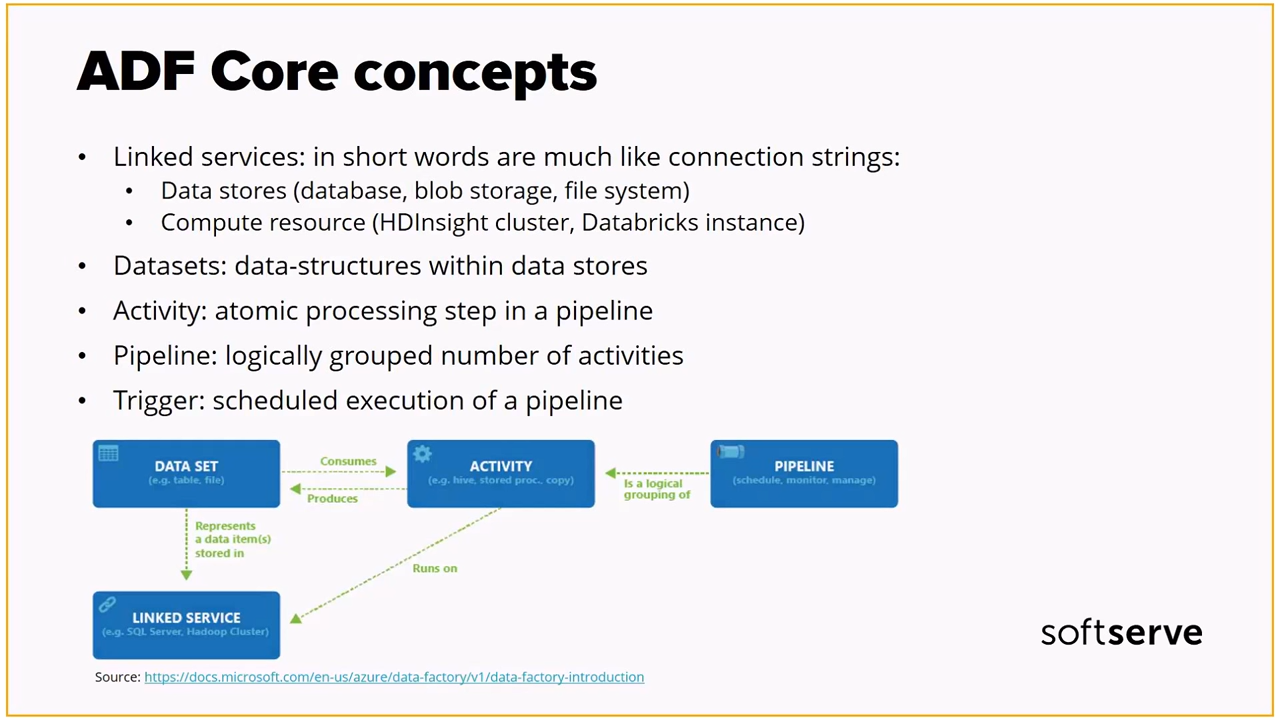 ADF Core concepts
• Linked services: in short words are much like connection strings:
• Data stores (database, blob storage, file system)
• Compute resource (HDInsight cluster, Databricks instance)
• Datasets: data-structures within data stores
• Activity: atomic processing step in a pipeline
• Pipeline: logically grouped number of activities
• Trigger: scheduled execution of a pipeline
DATA SET
(e.g. table, file)
Consumes
Produces
ACTIVITY
(e.g. hive, stored proc., copy)
Is a logical
grouping of
PIPELINE
(schedule, monitor, manage)
Represents
a data item(s)
stored in
Runs on
LINKED SERVICE
(e.g. SQL Server, Hadoop Cluster)
softserve
Source: https://docs.microsoft.com/en-us/azure/data-factory/v1/data-factory-introduction